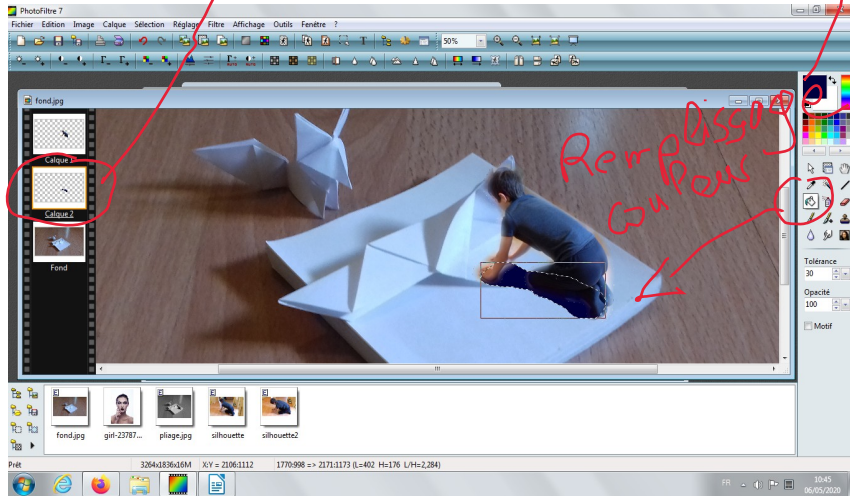 PhotoFiltre 7
Fichier Edition Image Calque Sélection Réglage Filtre Affichage Outils Fenêtre ?
50%
fond.jpg
Calque 1
Calque 2
Fond
Remplissage
couleur
Tolérance
30
Opacité
100
Motif
fond.jpg
girl-23787...
pliage.jpg
silhouette
silhouette2
Prêt
3264x1836x16M
X:Y = 2106:1112
1770:998 => 2171:1173 (L=402 H=176 L/H=2,284)
FR
10:45
06/05/2020